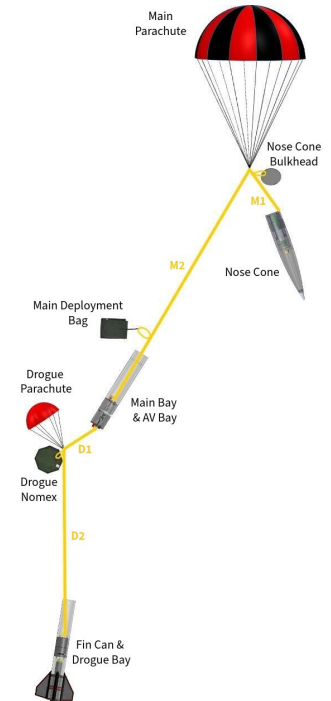 Main
Parachute
Nose Cone
Bulkhead
M1
M2
Nose Cone
Main Deployment
Bag
Drogue
Parachute
Main Bay
& AV Bay
D1
Drogue
Nomex
D2
Fin Can &
Drogue Bay